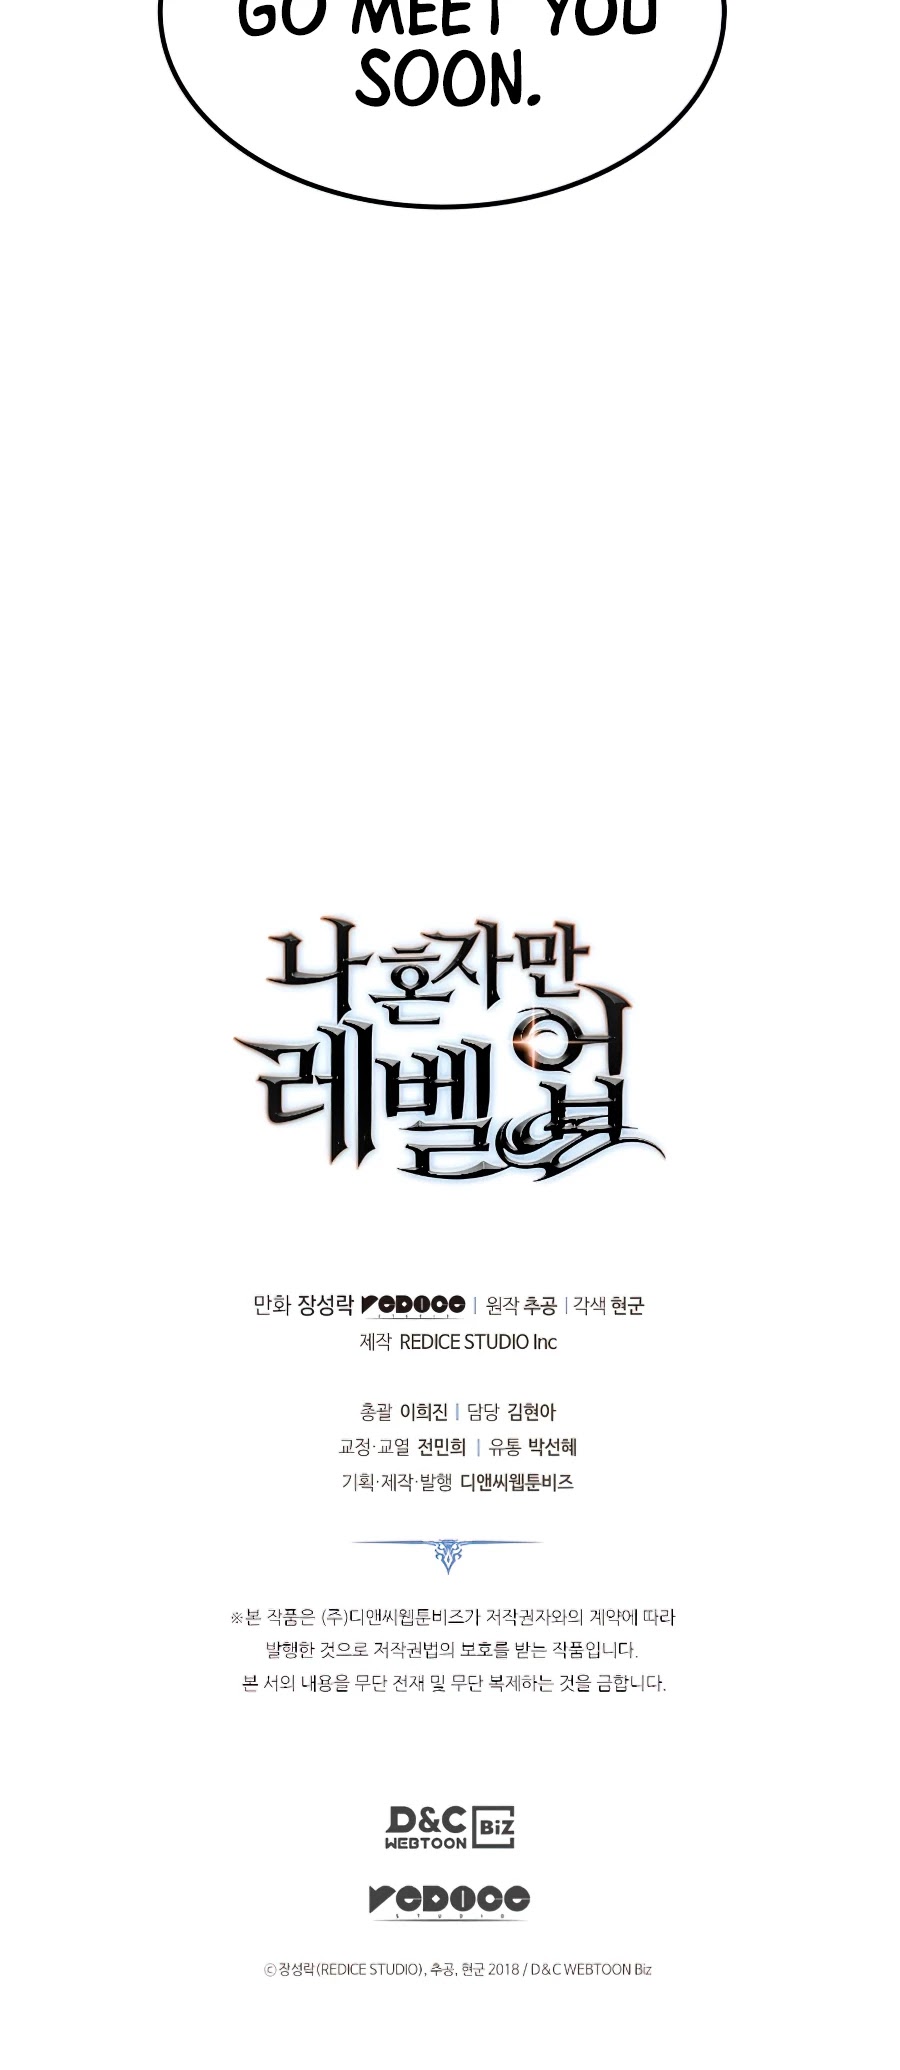 GO MEET YOU
SOON.
나 혼자만
레벨업
만화 장성락 REDICE | 원작 추공 | 각색 현군
제작 REDICE STUDIO Inc
총괄 이희진 | 담당 김현아
교정·교열 전민희 | 유통 박선혜
기획·제작·발행 디앤씨웹툰비즈
※본 작품은 (주)디앤씨웹툰비즈가 저작권자와의 계약에 따라
발행한 것으로 저작권법의 보호를 받는 작품입니다.
본 서의 내용을 무단 전재 및 무단 복제하는 것을 금합니다.
D&C
WEBTOON BiZ
REDICE
STUDIO
ⓒ장성락(REDICE STUDIO), 추공, 현군 2018 / D&C WEBTOON Biz